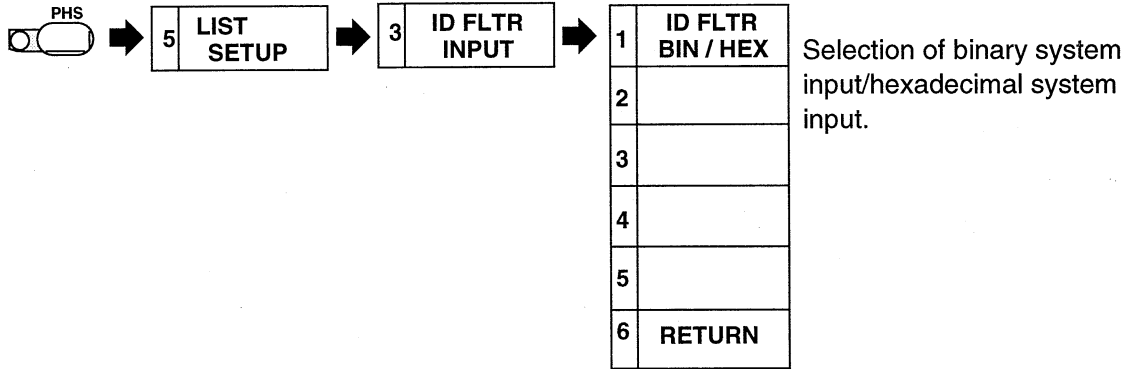 PHS
5 LIST
SETUP
3 ID FLTR
INPUT
1 ID FLTR
BIN / HEX
2
3
4
5
6 RETURN
Selection of binary system
input/hexadecimal system
input.